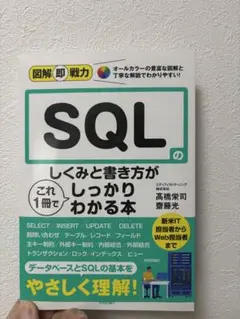 図解 即 戦力
オールカラーの豊富な図解と
丁寧な解説でわかりやすい!
SQLの
しくみと書き方が
これ1冊で
しっかり
わかる本
高橋栄司
齋藤光
SELECT INSERT UPDATE DELETE
問い合わせ テーブル レコード フィールド
主キー制約 外部キー制約 内部結合 外部結合
トランザクション ロック インデックス ビュー
新米IT
担当者から
Web担当者
まで
データベースとSQLの基本を
やさしく理解!